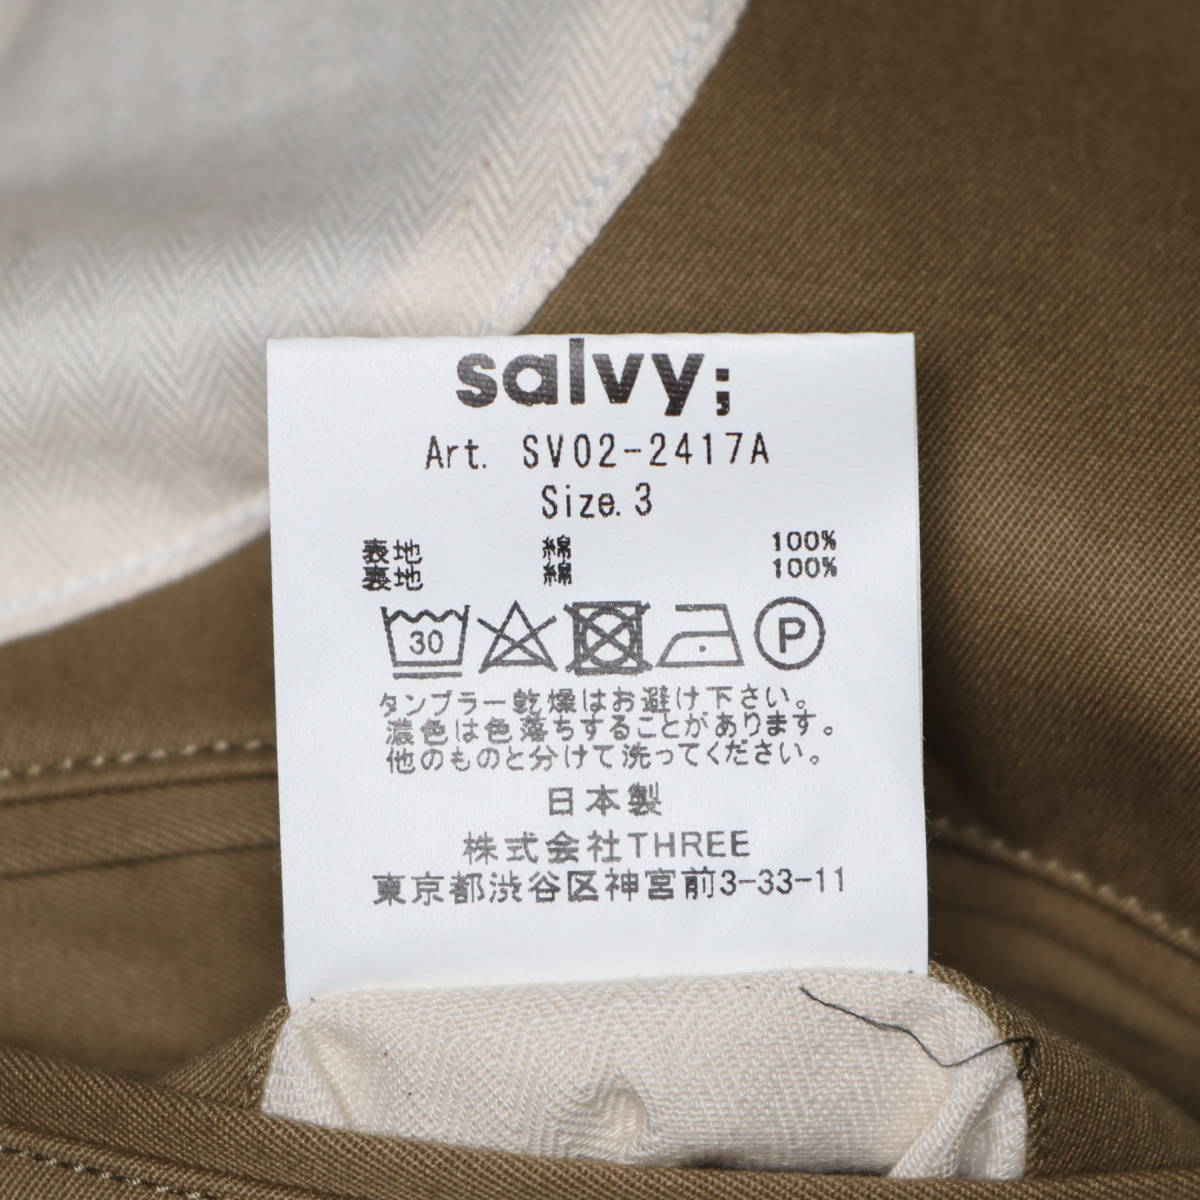 salvy;
Art. SV02-2417A
Size.3
表地 綿 100%
裏地 綿 100%
30 P
タンブラー乾燥はお避け下さい。
濃色は色落ちすることがあります。
他のものと分けて洗ってください。
日本製
株式会社THREE
東京都渋谷区神宮前3-33-11